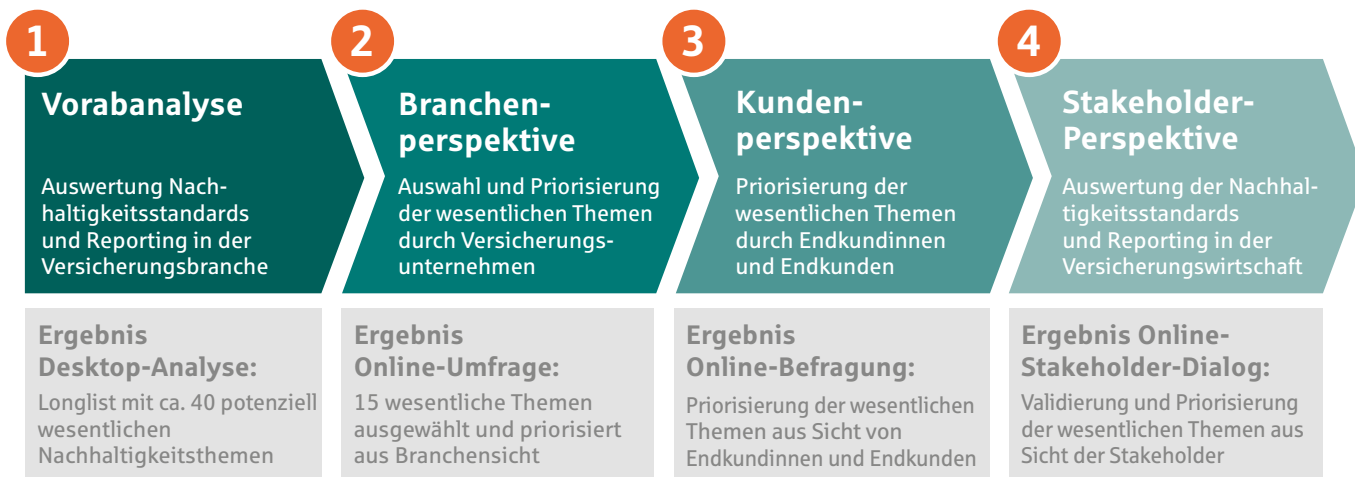 1
Vorabanalyse
Auswertung Nach-
haltigkeitsstandards
und Reporting in der
Versicherungsbranche
Ergebnis
Desktop-Analyse:
Longlist mit ca. 40 potenziell
wesentlichen
Nachhaltigkeitsthemen
2
Branchen-
perspektive
Auswahl und Priorisierung
der wesentlichen Themen
durch Versicherungs-
unternehmen
Ergebnis
Online-Umfrage:
15 wesentliche Themen
ausgewählt und priorisiert
aus Branchensicht
3
Kunden-
perspektive
Priorisierung der
wesentlichen Themen
durch Endkundinnen
und Endkunden
Ergebnis
Online-Befragung:
Priorisierung der wesentlichen
Themen aus Sicht von
Endkundinnen und Endkunden
4
Stakeholder-
Perspektive
Auswertung der Nachhal-
tigkeitsstandards
und Reporting in der
Versicherungswirtschaft
Ergebnis Online-
Stakeholder-Dialog:
Validierung und Priorisierung
der wesentlichen Themen aus
Sicht der Stakeholder